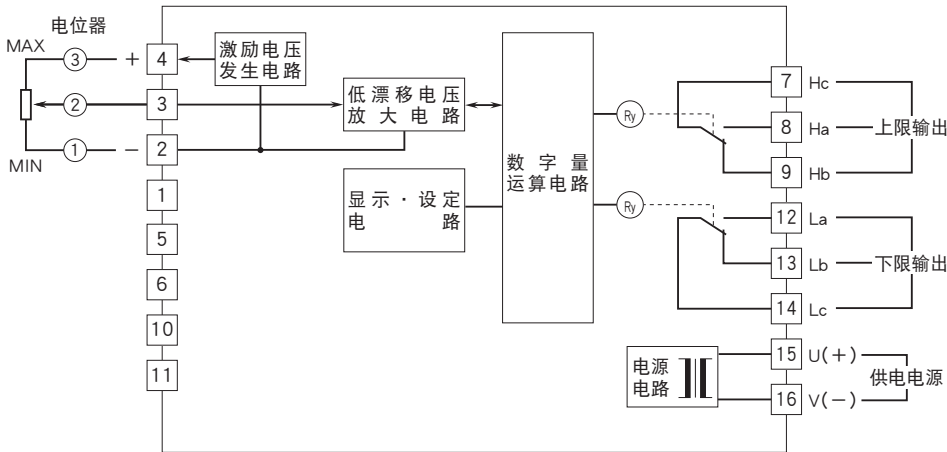 电位器
MAX
③
+
4
②
3
①
−
2
MIN
1
5
6
10
11
激励电压
发生电路
低漂移电压
放大电路
显示·设定
电路
数字量
运算电路
Ry
Ry
电源
电路
7 Hc
8 Ha
9 Hb
上限输出
12 La
13 Lb
14 Lc
下限输出
15 U(+)
16 V(−)
供电电源